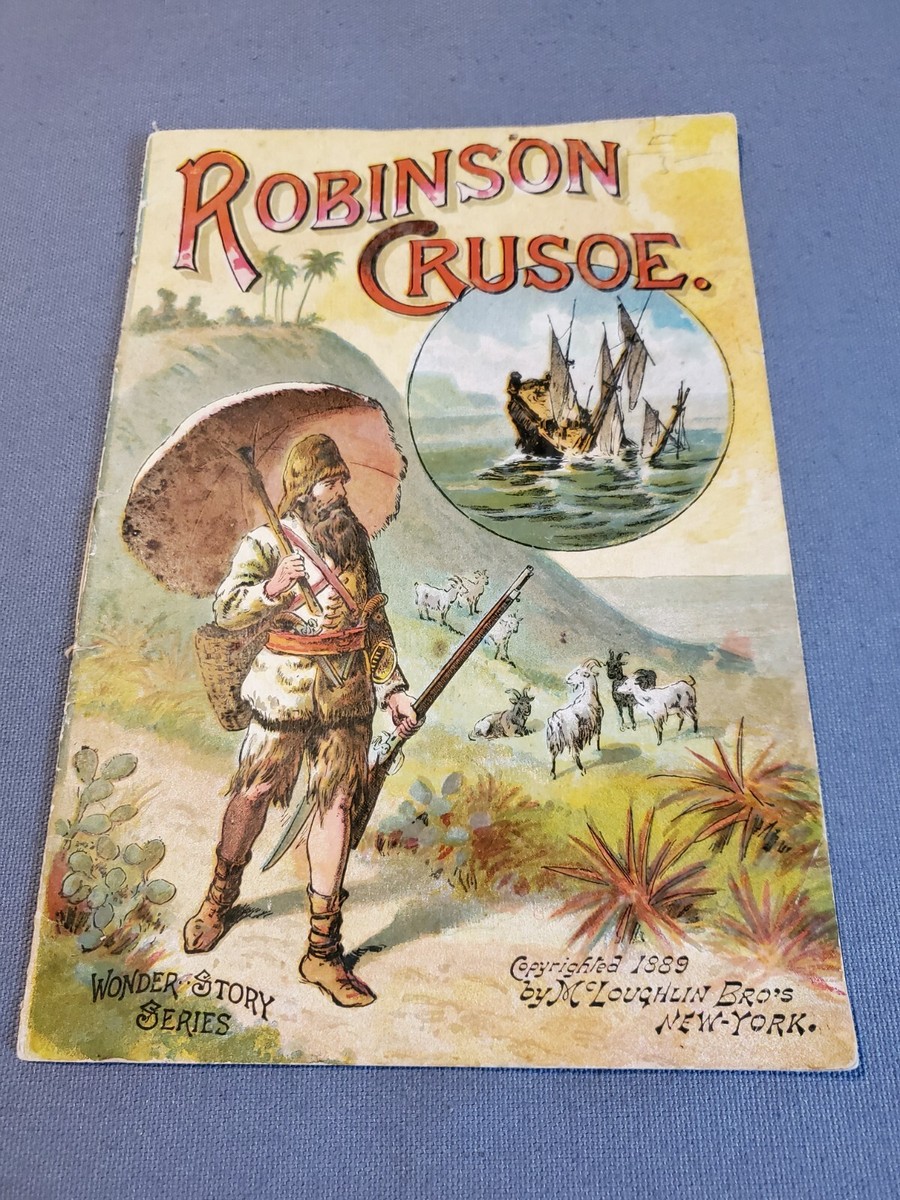 ROBINSON
CRUSOE.
WONDER-STORY
SERIES
Copyrighted 1889
by McLOUGHLIN BRO'S
NEW-YORK.